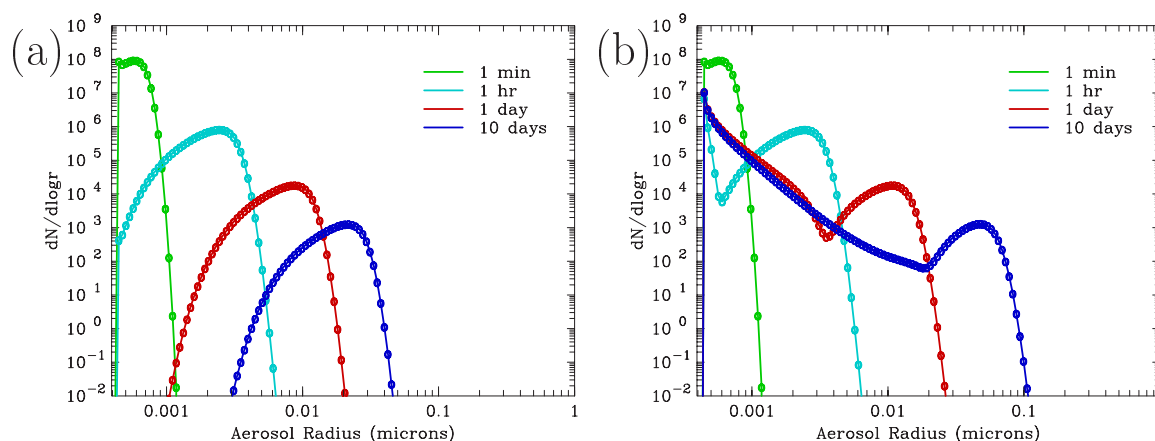 (a)
10^9
10^8
10^7
10^6
10^5
10^4
10^3
10^2
10^1
10^0
10^-1
10^-2
dN/dlogr
1 min
1 hr
1 day
10 days
0.001 0.01 0.1 1
Aerosol Radius (microns)
(b)
10^9
10^8
10^7
10^6
10^5
10^4
10^3
10^2
10^1
10^0
10^-1
10^-2
dN/dlogr
1 min
1 hr
1 day
10 days
0.001 0.01 0.1
Aerosol Radius (microns)